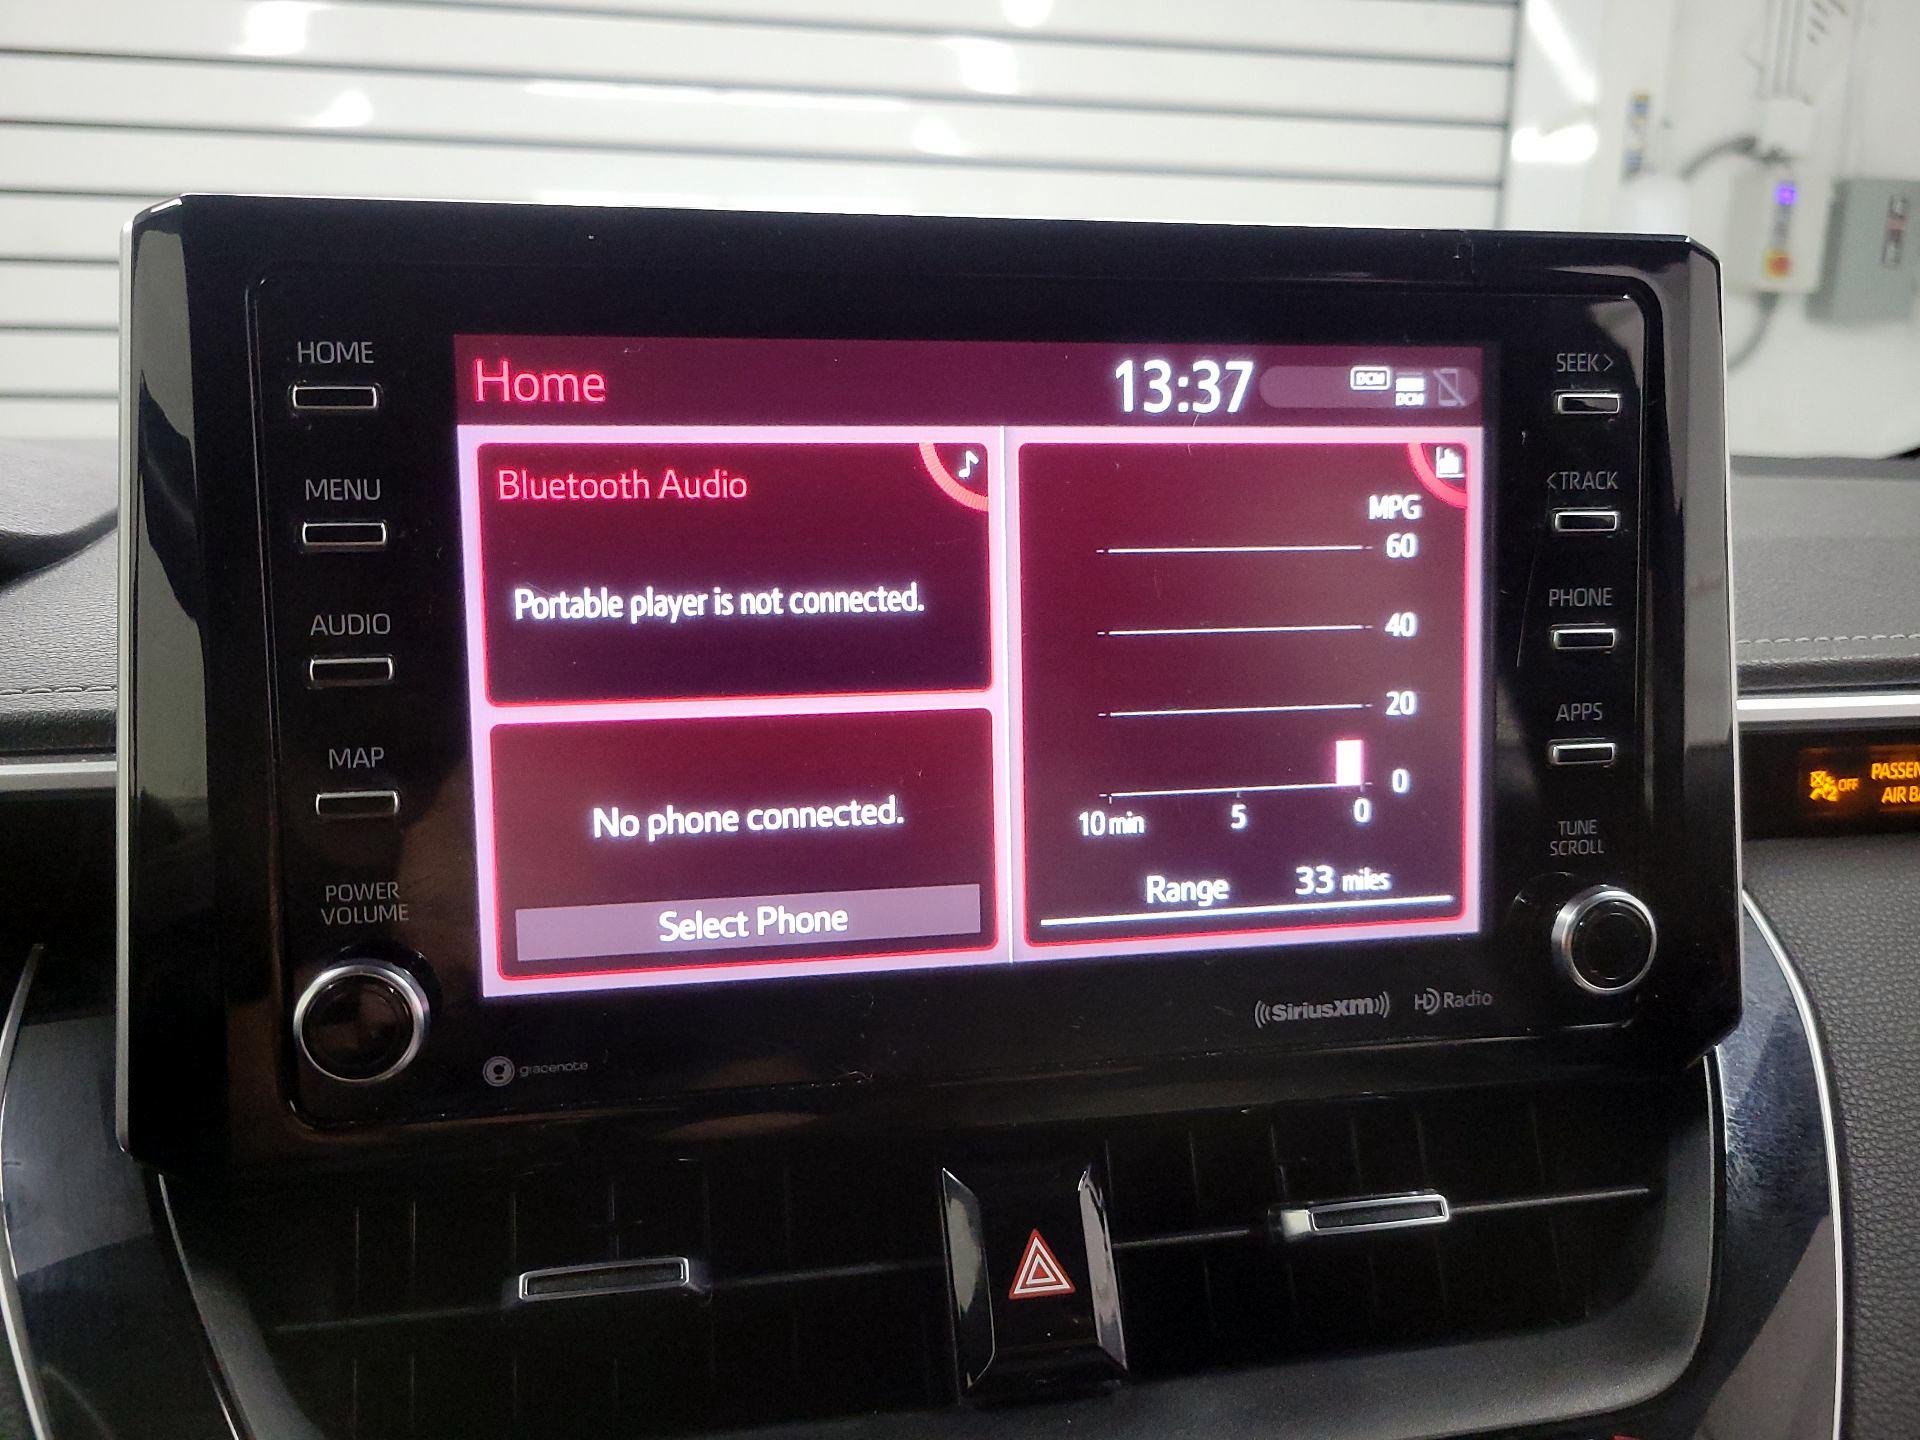 HOME
MENU
AUDIO
MAP
POWER
VOLUME
Home
13:37
DCM
DCM
Bluetooth Audio
Portable player is not connected.
No phone connected.
Select Phone
MPG
60
40
20
0
10 min 5 0
Range 33 miles
SEEK >
< TRACK
PHONE
APPS
TUNE
SCROLL
gracenote
((SiriusXM))
HD Radio
OFF